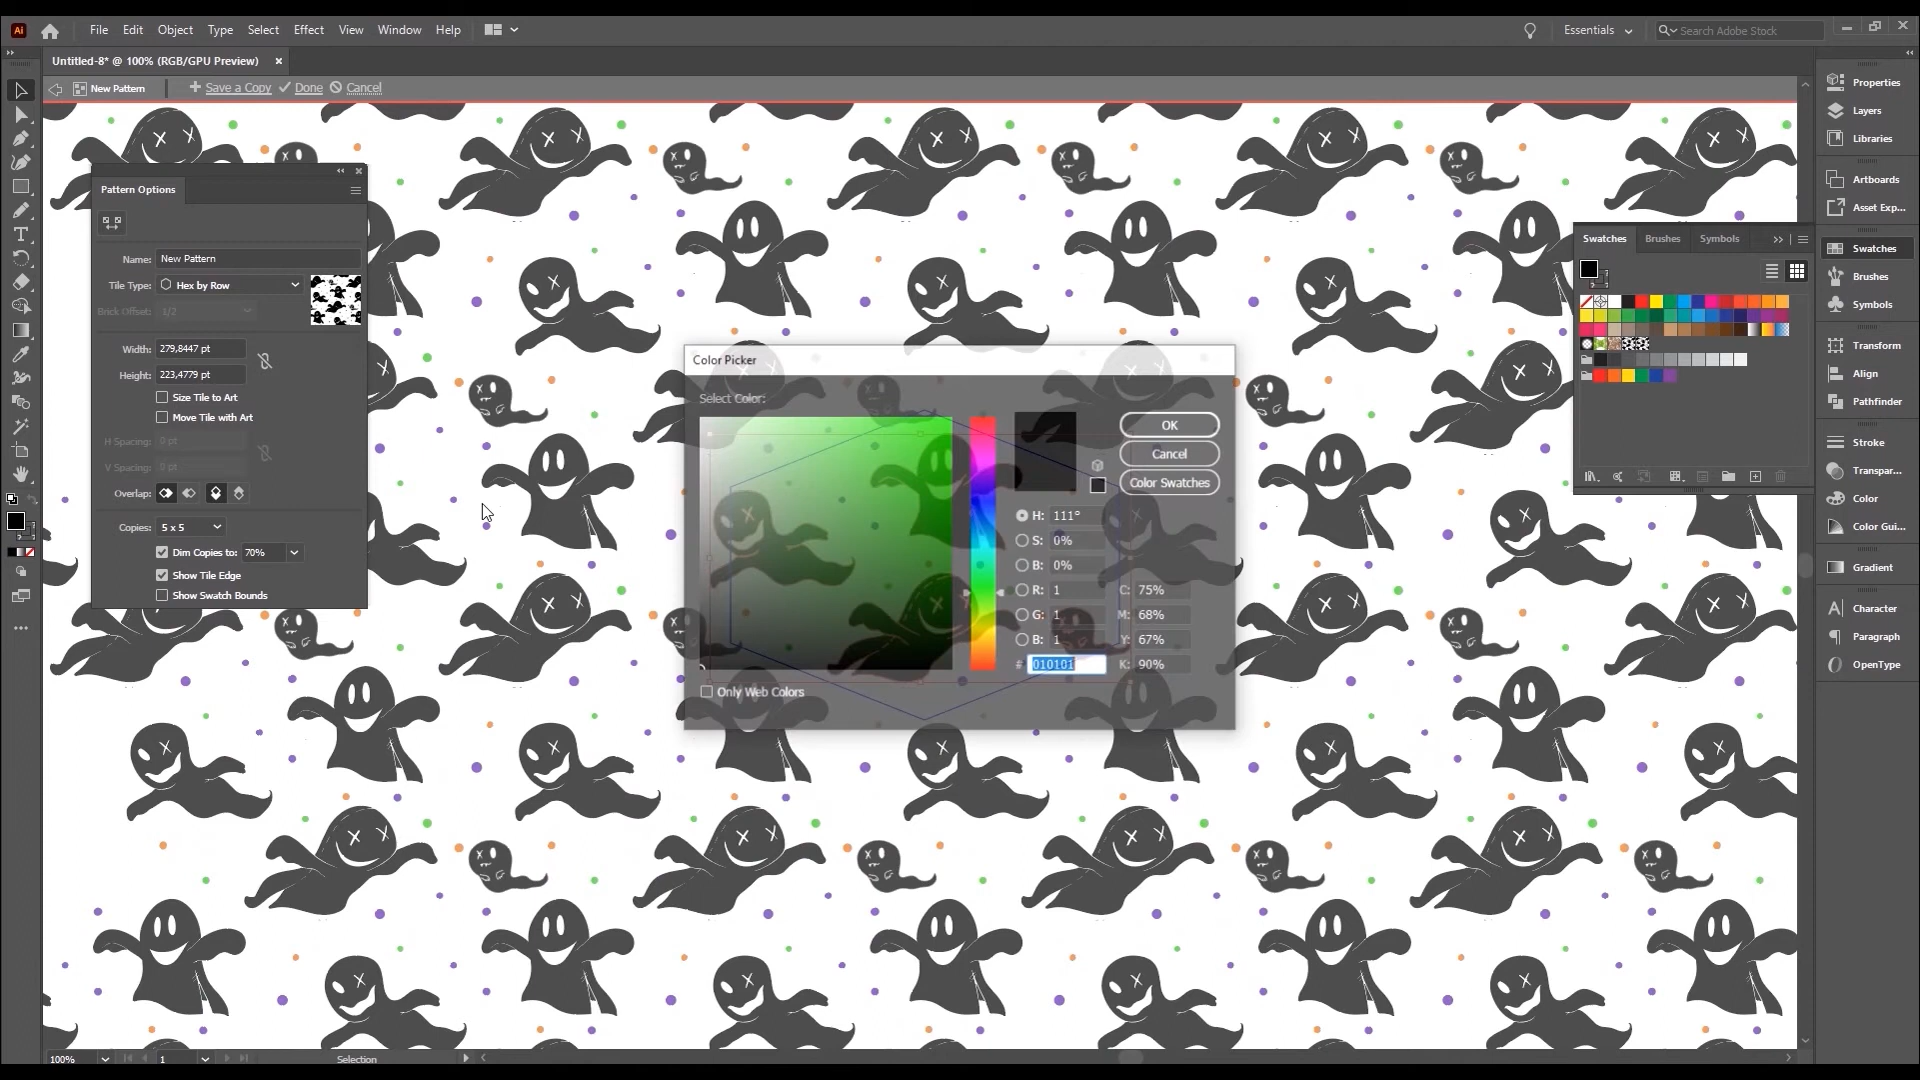 Ai File Edit Object Type Select Effect View Window Help Essentials Search Adobe Stock
Untitled-8* @ 100% (RGB/GPU Preview) ×
New Pattern + Save a Copy Done Cancel
Pattern Options
Name: New Pattern
Tile Type: Hex by Row
Brick Offset: 1/2
Width: 279,8447 pt
Height: 223,4779 pt
Size Tile to Art
Move Tile with Art
H Spacing: 0 pt
V Spacing: 0 pt
Overlap:
Copies: 5 x 5
Dim Copies to: 70%
Show Tile Edge
Show Swatch Bounds
Color Picker
Select Color:
OK
Cancel
Color Swatches
H: 111°
S: 0%
B: 0%
R: 1 C: 75%
G: 1 M: 68%
B: 1 Y: 67%
# 010101 K: 90%
Only Web Colors
Swatches Brushes Symbols
Properties
Layers
Libraries
Artboards
Asset Exp...
Swatches
Brushes
Symbols
Transform
Align
Pathfinder
Stroke
Transpar...
Color
Color Gui...
Gradient
Character
Paragraph
OpenType
100% 1 Selection